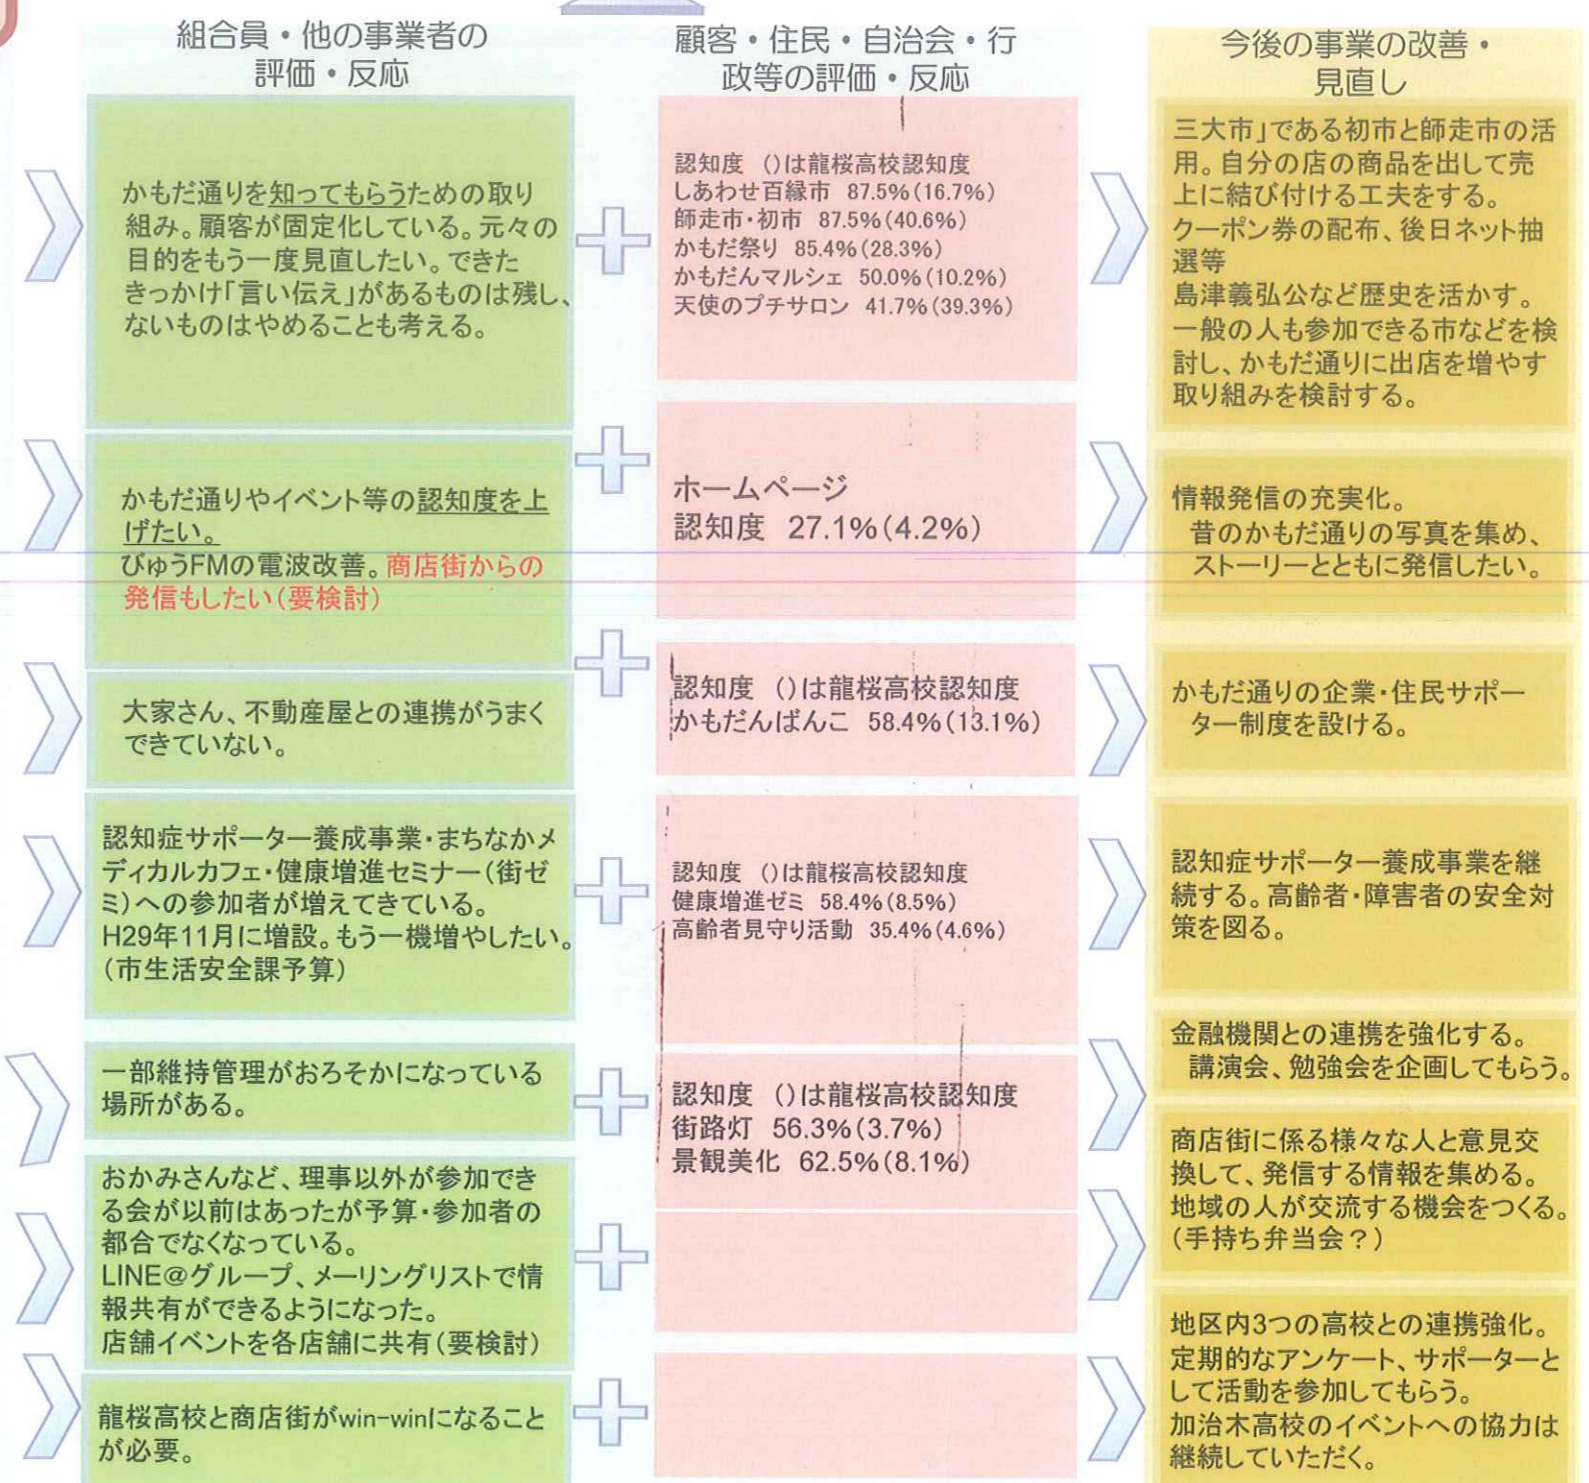 組合員・他の事業者の
評価・反応
かもだ通りを知ってもらうための取り
組み。顧客が固定化している。元々の
目的をもう一度見直したい。できた
きっかけ「言い伝え」があるものは残し、
ないものはやめることも考える。
かもだ通りやイベント等の認知度を上
げたい。
びゅうFMの電波改善。商店街からの
発信もしたい(要検討)
大家さん、不動産屋との連携がうまく
できていない。
認知症サポーター養成事業・まちなかメ
ディカルカフェ・健康増進セミナー(街ゼ
ミ)への参加者が増えてきている。
H29年11月に増設。もう一機増やしたい。
(市生活安全課予算)
一部維持管理がおろそかになっている
場所がある。
おかみさんなど、理事以外が参加でき
る会が以前はあったが予算・参加者の
都合でなくなっている。
LINE@グループ、メーリングリストで情
報共有ができるようになった。
店舗イベントを各店舗に共有(要検討)
龍桜高校と商店街がwin-winになること
が必要。
顧客・住民・自治会・行
政等の評価・反応
認知度 ()は龍桜高校認知度
しあわせ百縁市 87.5%(16.7%)
師走市・初市 87.5%(40.6%)
かもだ祭り 85.4%(28.3%)
かもだんマルシェ 50.0%(10.2%)
天使のプチサロン 41.7%(39.3%)
ホームページ
認知度 27.1%(4.2%)
認知度 ()は龍桜高校認知度
かもだんばんこ 58.4%(13.1%)
認知度 ()は龍桜高校認知度
健康増進ゼミ 58.4%(8.5%)
高齢者見守り活動 35.4%(4.6%)
認知度 ()は龍桜高校認知度
街路灯 56.3%(3.7%)
景観美化 62.5%(8.1%)
今後の事業の改善・
見直し
三大市」である初市と師走市の活
用。自分の店の商品を出して売
上に結び付ける工夫をする。
クーポン券の配布、後日ネット抽
選等
島津義弘公など歴史を活かす。
一般の人も参加できる市などを検
討し、かもだ通りに出店を増やす
取り組みを検討する。
情報発信の充実化。
昔のかもだ通りの写真を集め、
ストーリーとともに発信したい。
かもだ通りの企業・住民サポー
ター制度を設ける。
認知症サポーター養成事業を継
続する。高齢者・障害者の安全対
策を図る。
金融機関との連携を強化する。
講演会、勉強会を企画してもらう。
商店街に係る様々な人と意見交
換して、発信する情報を集める。
地域の人が交流する機会をつくる。
(手持ち弁当会?)
地区内3つの高校との連携強化。
定期的なアンケート、サポーターと
して活動を参加してもらう。
加治木高校のイベントへの協力は
継続していただく。